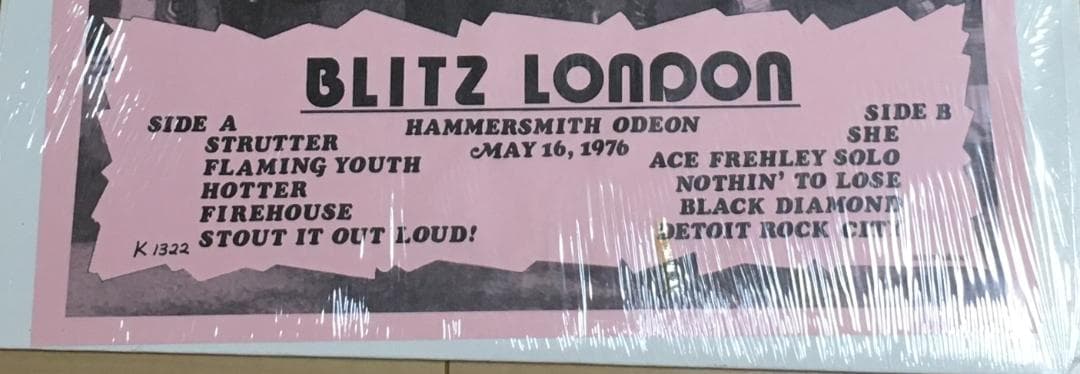 BLITZ LONDON
HAMMERSMITH ODEON
MAY 16, 1976
SIDE A
STRUTTER
FLAMING YOUTH
HOTTER
FIREHOUSE
STOUT IT OUT LOUD!
K 1322
SIDE B
SHE
ACE FREHLEY SOLO
NOTHIN' TO LOSE
BLACK DIAMOND
DETOIT ROCK CITY